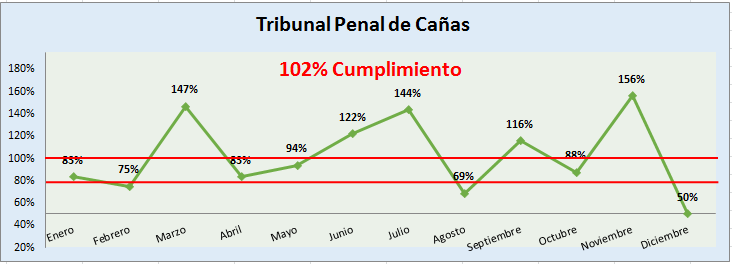 Tribunal Penal de Cañas
102% Cumplimiento
180%
160%
140%
120%
100%
80%
60%
40%
20%
83%
75%
147%
83%
94%
122%
144%
69%
116%
88%
156%
50%
Enero
Febrero
Marzo
Abril
Mayo
Junio
Julio
Agosto
Septiembre
Octubre
Noviembre
Diciembre